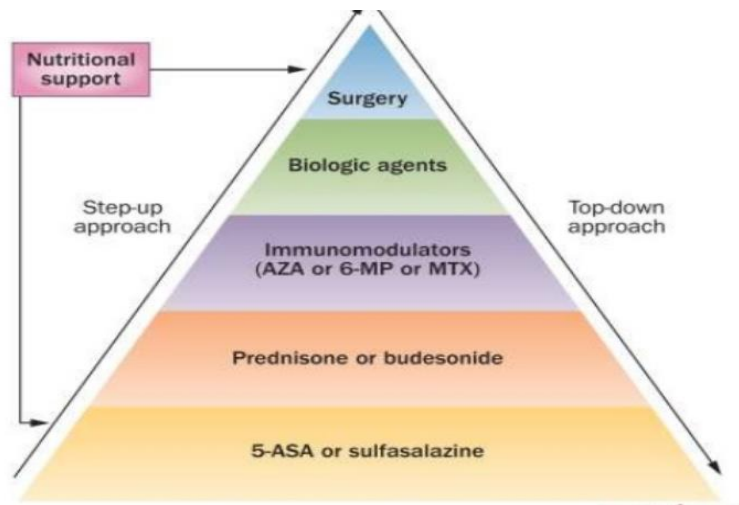 Nutritional
support
Surgery
Biologic agents
Step-up
approach
Top-down
approach
Immunomodulators
(AZA or 6-MP or MTX)
Prednisone or budesonide
5-ASA or sulfasalazine